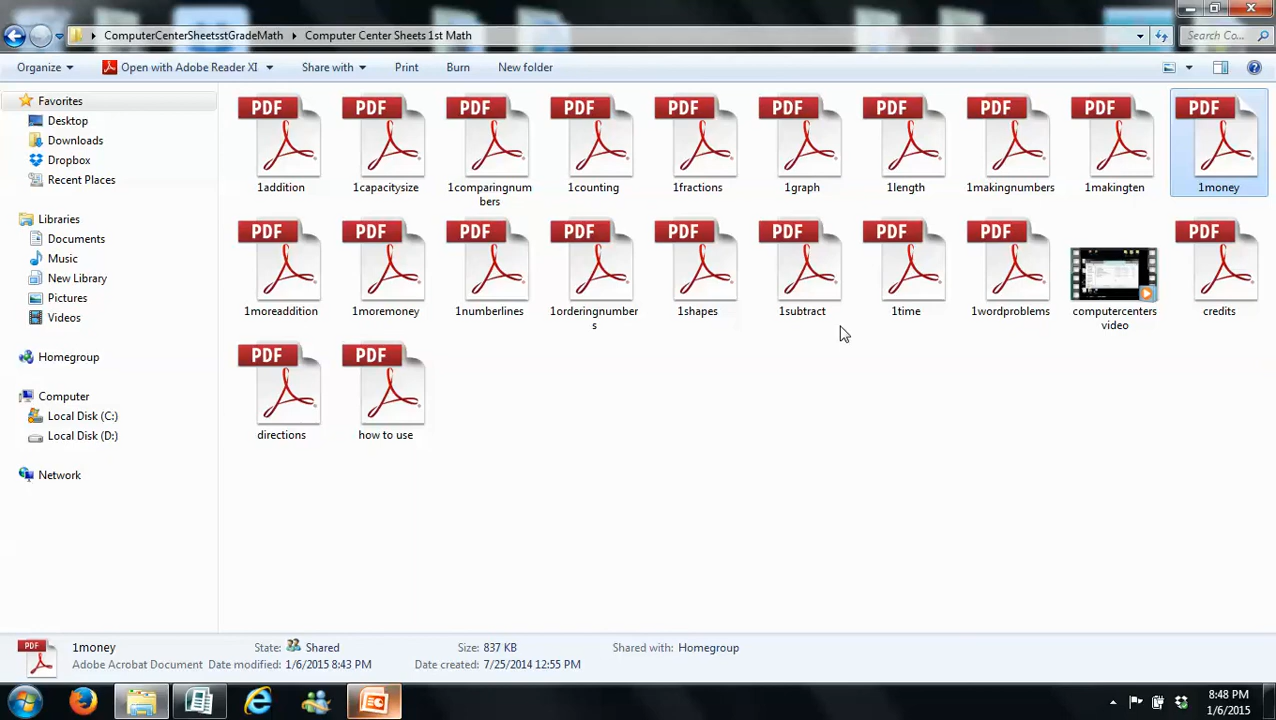 ComputerCenterSheetsstGradeMath Computer Center Sheets 1st Math Search Co...
Organize Open with Adobe Reader XI Share with Print Burn New folder
Favorites
Desktop
Downloads
Dropbox
Recent Places
Libraries
Documents
Music
New Library
Pictures
Videos
Homegroup
Computer
Local Disk (C:)
Local Disk (D:)
Network
PDF PDF PDF PDF PDF PDF PDF PDF PDF PDF
1addition 1capacitysize 1comparingnum 1counting 1fractions 1graph 1length 1makingnumbers 1makingten 1money
bers
PDF PDF PDF PDF PDF PDF PDF PDF PDF
1moreaddition 1moremoney 1numberlines 1orderingnumber 1shapes 1subtract 1time 1wordproblems computercenters credits
s video
PDF PDF
directions how to use
PDF
1money State: Shared Size: 837 KB Shared with: Homegroup
Adobe Acrobat Document Date modified: 1/6/2015 8:43 PM Date created: 7/25/2014 12:55 PM
8:48 PM
1/6/2015